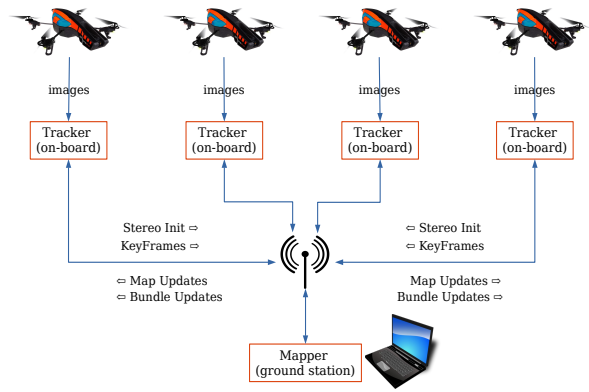 images
images
images
images
Tracker
(on-board)
Tracker
(on-board)
Tracker
(on-board)
Tracker
(on-board)
Stereo Init ⇨
KeyFrames ⇨
⇦ Stereo Init
⇦ KeyFrames
⇦ Map Updates
⇦ Bundle Updates
Map Updates ⇨
Bundle Updates ⇨
Mapper
(ground station)